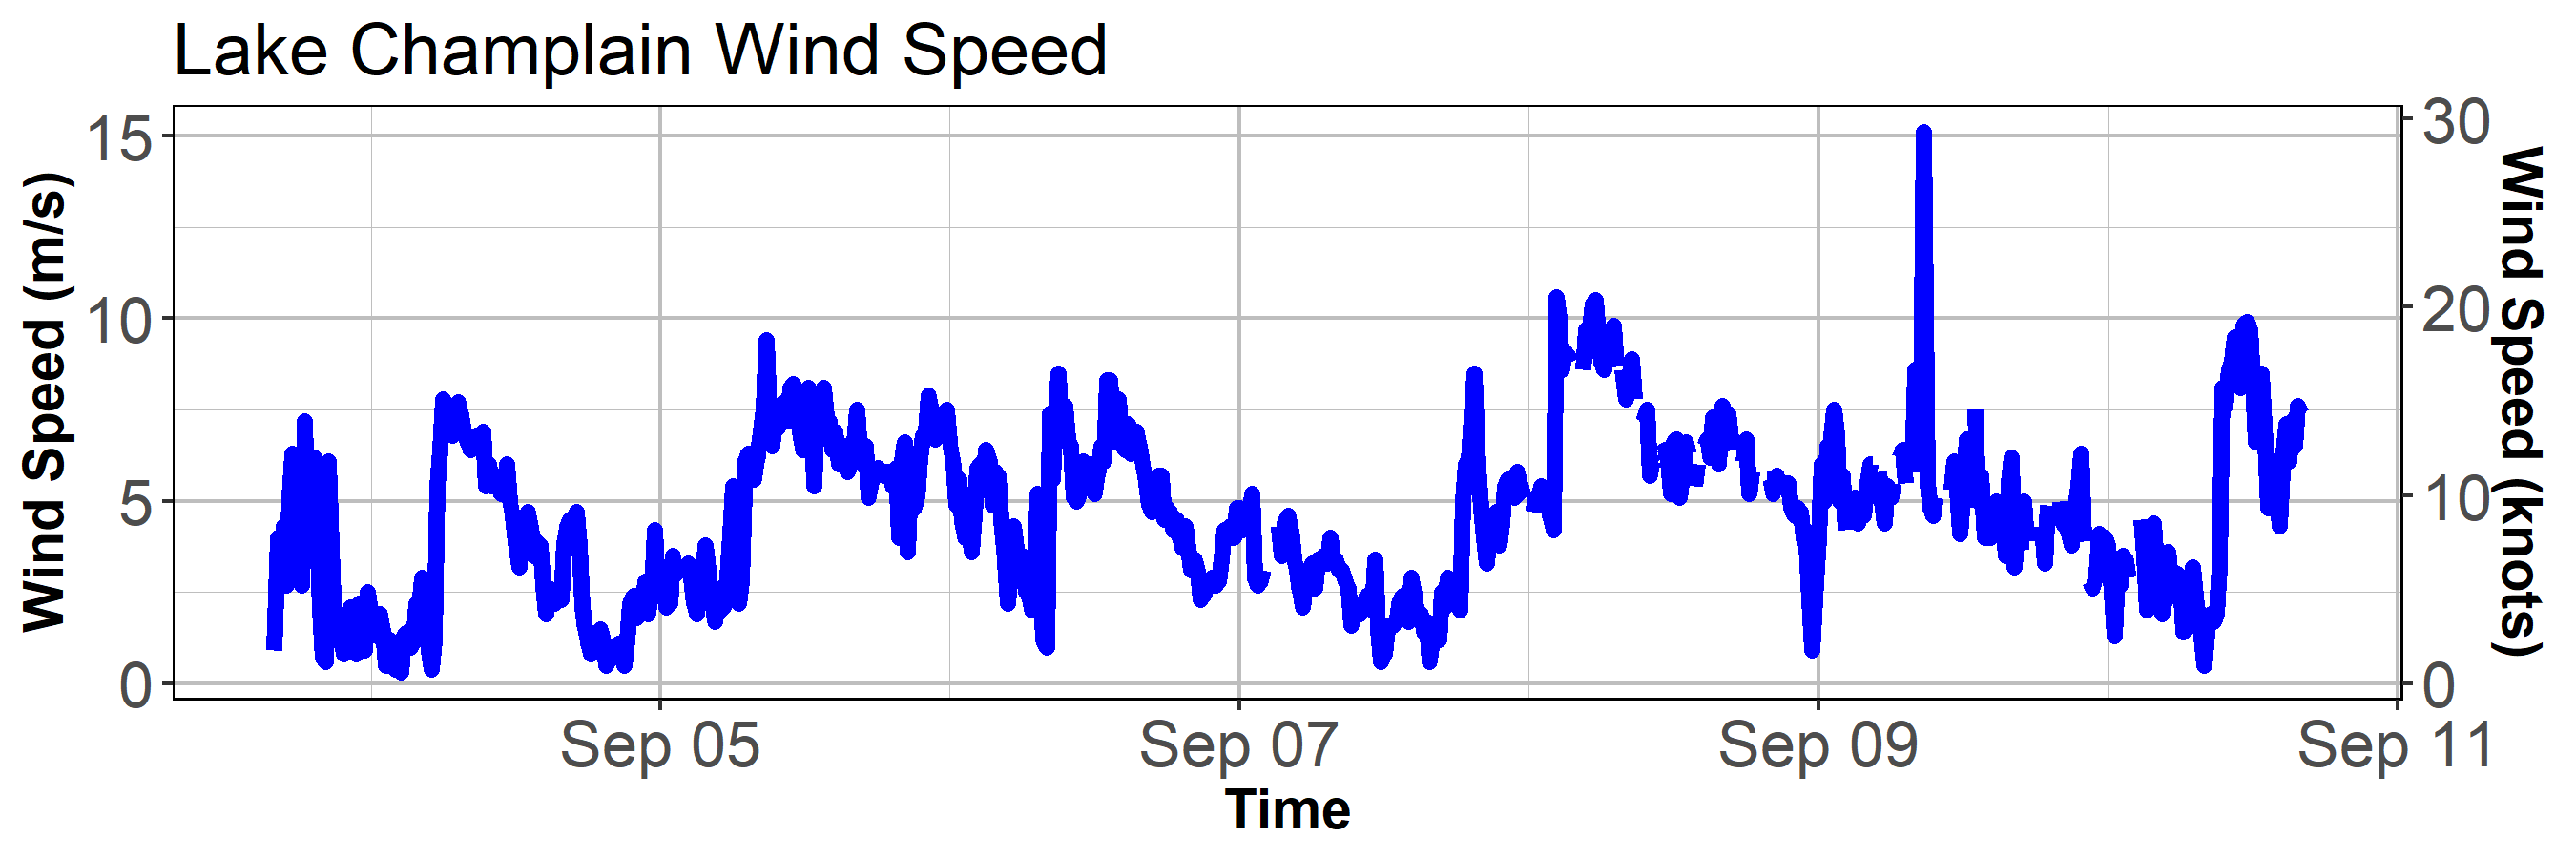 Lake Champlain Wind Speed
Wind Speed (m/s)
15
10
5
0
30
20
10
0
Wind Speed (knots)
Sep 05
Sep 07
Sep 09
Sep 11
Time